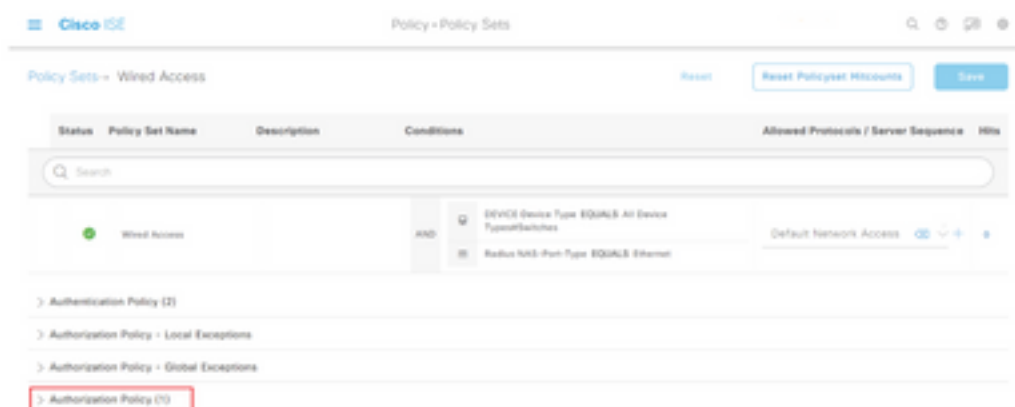 Cisco ISE
Policy · Policy Sets
Policy Sets→ Wired Access
Reset
Reset Policyset Hitcounts
Save
Status Policy Set Name Description Conditions Allowed Protocols / Server Sequence Hits
Search
Wired Access
AND
DEVICE·Device Type EQUALS All Device
Types#Switches
Radius·NAS-Port-Type EQUALS Ethernet
Default Network Access
> Authentication Policy (2)
> Authorization Policy - Local Exceptions
> Authorization Policy - Global Exceptions
> Authorization Policy (1)